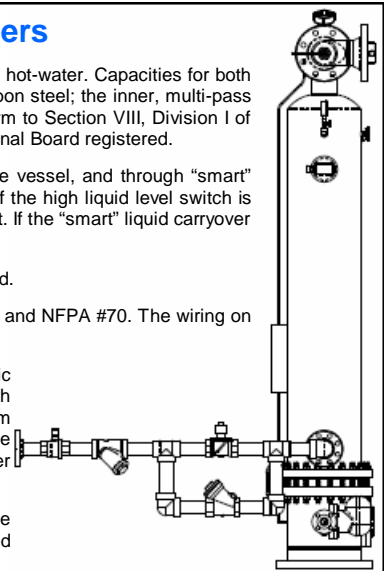 ers
hot-water. Capacities for both
bon steel; the inner, multi-pass
rm to Section VIII, Division I of
nal Board registered.
e vessel, and through “smart”
f the high liquid level switch is
t. If the “smart” liquid carryover
d.
and NFPA #70. The wiring on
ic
h
m
e
er
e
d